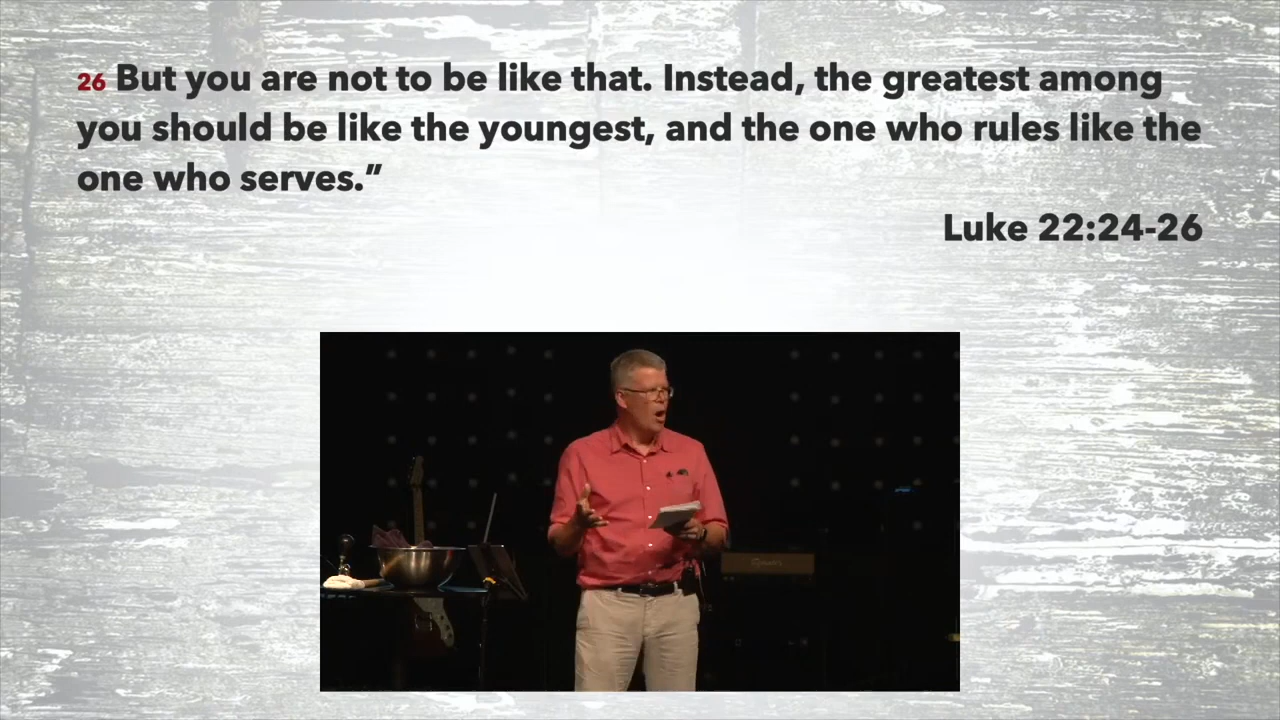 26 But you are not to be like that. Instead, the greatest among
you should be like the youngest, and the one who rules like the
one who serves.”
Luke 22:24-26